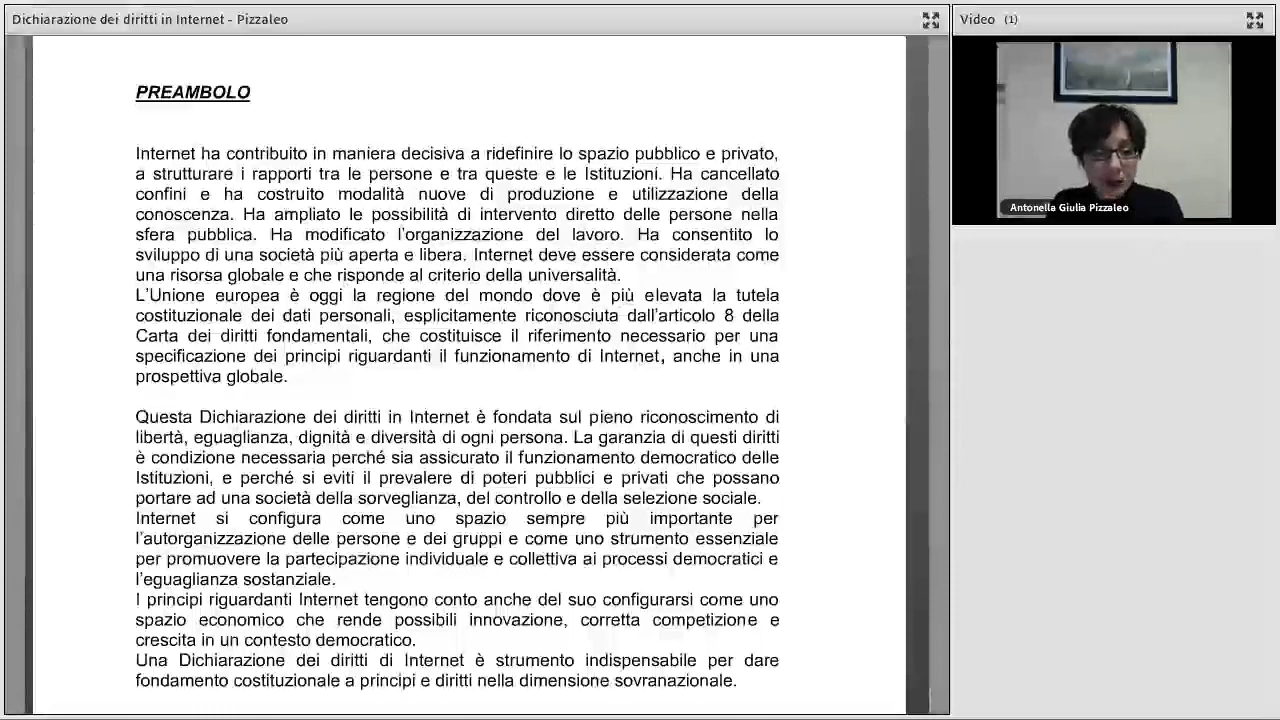 Dichiarazione dei diritti in Internet - Pizzaleo
Video (1)
Antonella Giulia Pizzaleo
PREAMBOLO
Internet ha contribuito in maniera decisiva a ridefinire lo spazio pubblico e privato,
a strutturare i rapporti tra le persone e tra queste e le Istituzioni. Ha cancellato
confini e ha costruito modalità nuove di produzione e utilizzazione della
conoscenza. Ha ampliato le possibilità di intervento diretto delle persone nella
sfera pubblica. Ha modificato l'organizzazione del lavoro. Ha consentito lo
sviluppo di una società più aperta e libera. Internet deve essere considerata come
una risorsa globale e che risponde al criterio della universalità.
L'Unione europea è oggi la regione del mondo dove è più elevata la tutela
costituzionale dei dati personali, esplicitamente riconosciuta dall'articolo 8 della
Carta dei diritti fondamentali, che costituisce il riferimento necessario per una
specificazione dei principi riguardanti il funzionamento di Internet, anche in una
prospettiva globale.
Questa Dichiarazione dei diritti in Internet è fondata sul pieno riconoscimento di
libertà, eguaglianza, dignità e diversità di ogni persona. La garanzia di questi diritti
è condizione necessaria perché sia assicurato il funzionamento democratico delle
Istituzioni, e perché si eviti il prevalere di poteri pubblici e privati che possano
portare ad una società della sorveglianza, del controllo e della selezione sociale.
Internet si configura come uno spazio sempre più importante per
l'autorganizzazione delle persone e dei gruppi e come uno strumento essenziale
per promuovere la partecipazione individuale e collettiva ai processi democratici e
l'eguaglianza sostanziale.
I principi riguardanti Internet tengono conto anche del suo configurarsi come uno
spazio economico che rende possibili innovazione, corretta competizione e
crescita in un contesto democratico.
Una Dichiarazione dei diritti di Internet è strumento indispensabile per dare
fondamento costituzionale a principi e diritti nella dimensione sovranazionale.